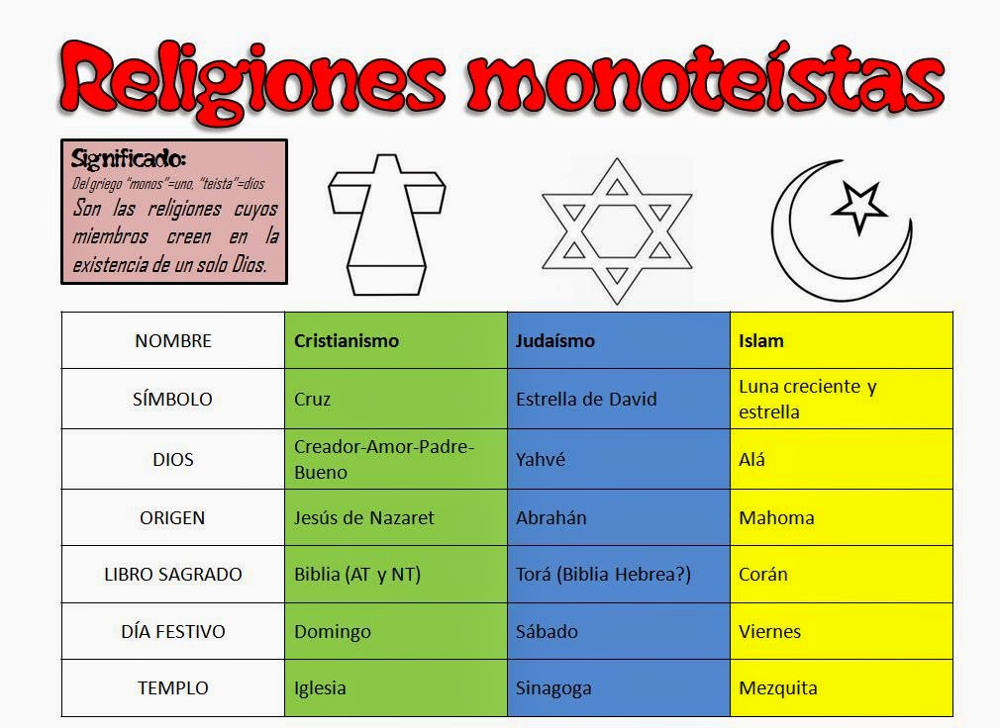 Religiones monoteístas
Significado:
Del griego "monos"=uno, "teista"=dios
Son las religiones cuyos
miembros creen en la
existencia de un solo Dios.
NOMBRE Cristianismo Judaísmo Islam
SÍMBOLO Cruz Estrella de David Luna creciente y
estrella
DIOS Creador-Amor-Padre-
Bueno Yahvé Alá
ORIGEN Jesús de Nazaret Abrahán Mahoma
LIBRO SAGRADO Biblia (AT y NT) Torá (Biblia Hebrea?) Corán
DÍA FESTIVO Domingo Sábado Viernes
TEMPLO Iglesia Sinagoga Mezquita